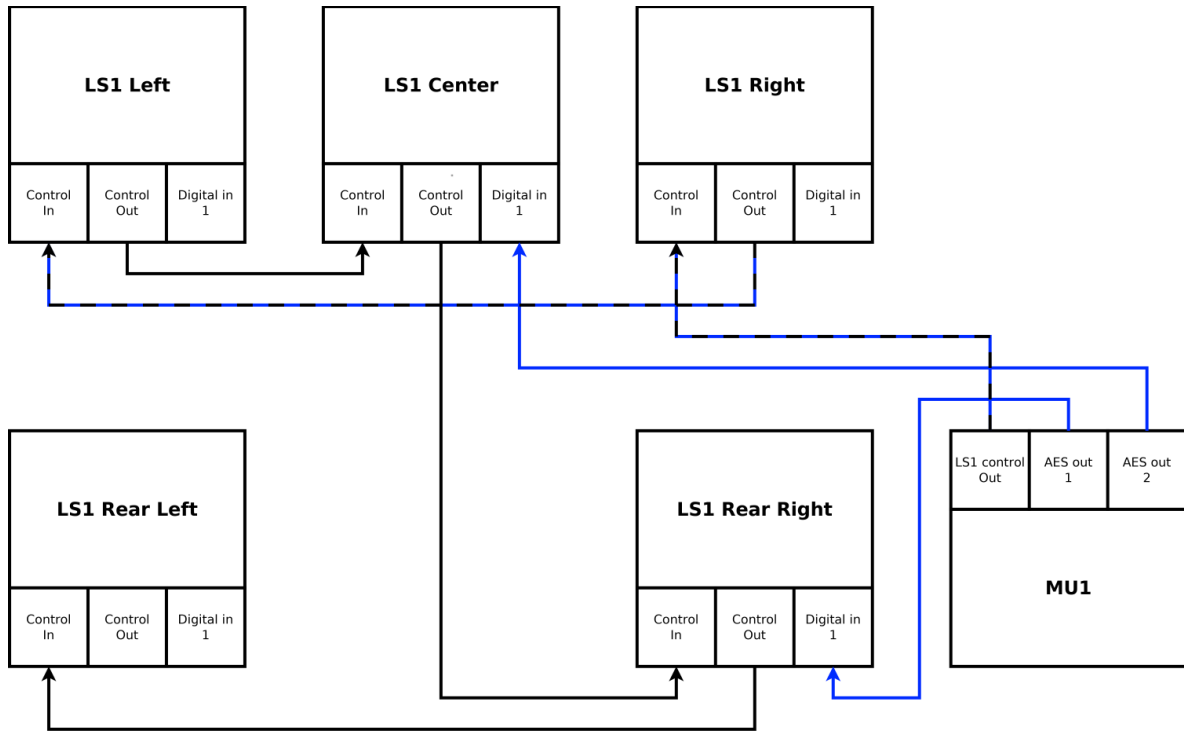 LS1 Left
LS1 Center
LS1 Right
Control
In
Control
Out
Digital in
1
Control
In
Control
Out
Digital in
1
Control
In
Control
Out
Digital in
1
LS1 Rear Left
LS1 Rear Right
LS1 control
Out
AES out
1
AES out
2
MU1
Control
In
Control
Out
Digital in
1
Control
In
Control
Out
Digital in
1